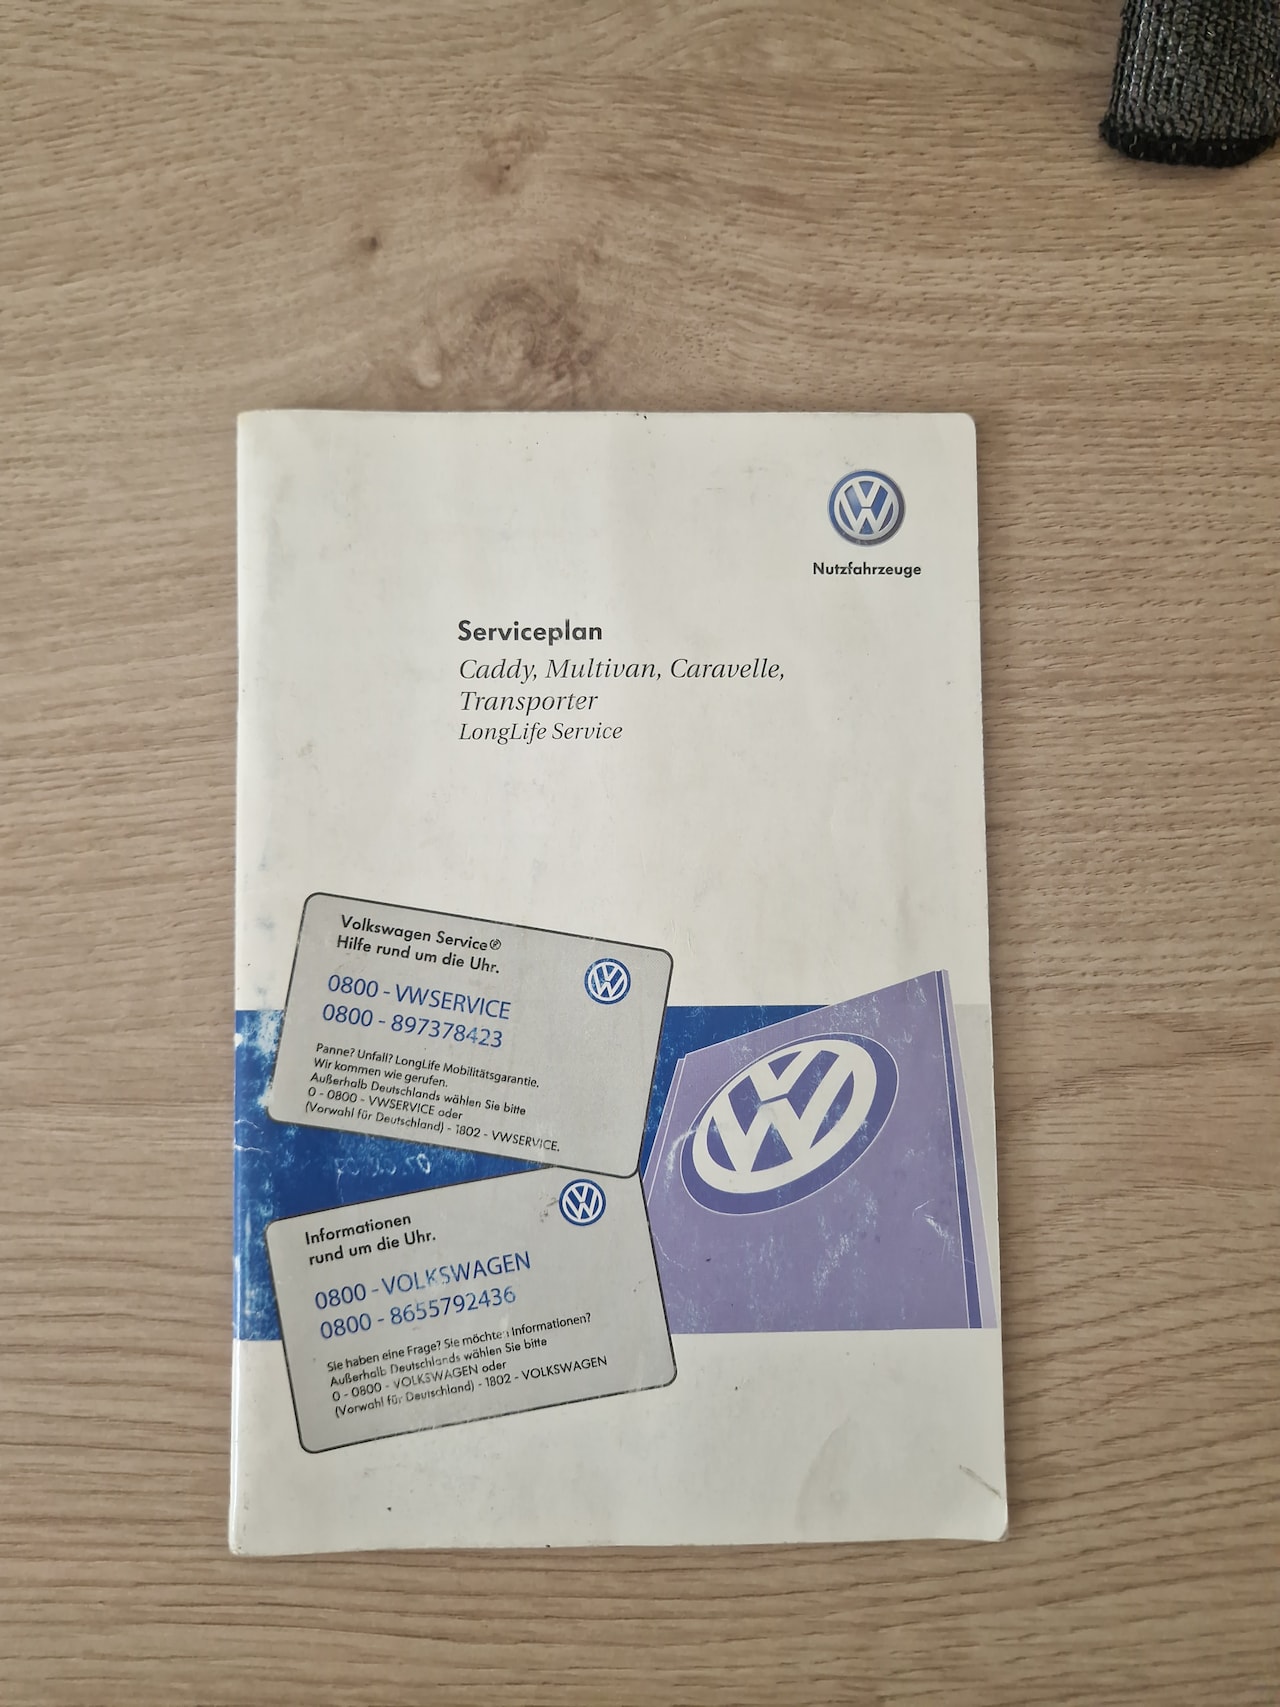 Nutzfahrzeuge
Serviceplan
Caddy, Multivan, Caravelle,
Transporter
LongLife Service
Volkswagen Service®
Hilfe rund um die Uhr.
0800 - VWSERVICE
0800 - 897378423
Panne? Unfall? LongLife Mobilitätsgarantie.
Wir kommen wie gerufen.
Außerhalb Deutschlands wählen Sie bitte
0 - 0800 - VWSERVICE oder
(Vorwahl für Deutschland) - 1802 - VWSERVICE.
Informationen
rund um die Uhr.
0800 - VOLKSWAGEN
0800 - 8655792436
Sie haben eine Frage? Sie möchten Informationen?
Außerhalb Deutschlands wählen Sie bitte
0 - 0800 - VOLKSWAGEN oder
(Vorwahl für Deutschland) - 1802 - VOLKSWAGEN